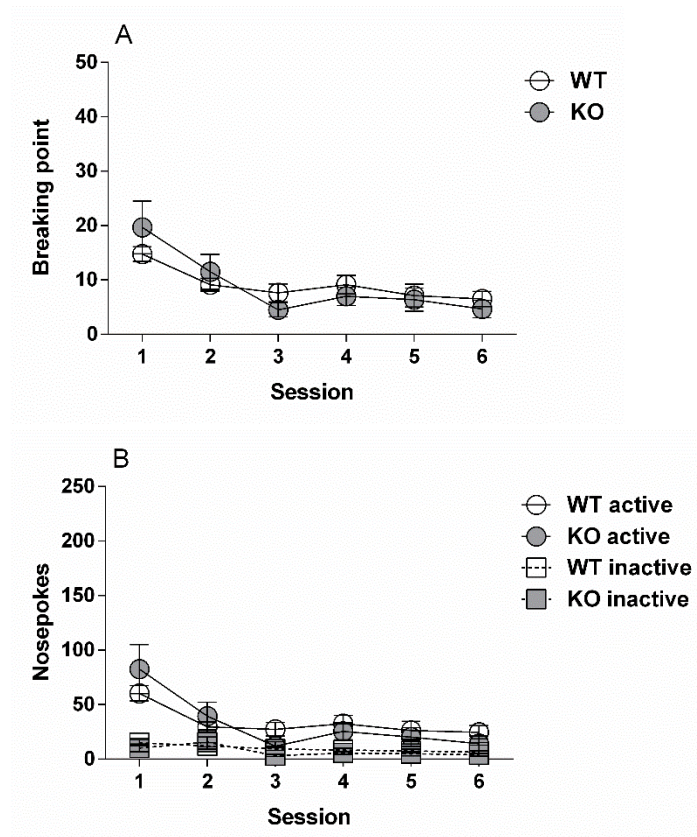 A
50
40
30
20
10
0
Breaking point
1 2 3 4 5 6
Session
WT
KO
B
250
200
150
100
50
0
Nosepokes
1 2 3 4 5 6
Session
WT active
KO active
WT inactive
KO inactive